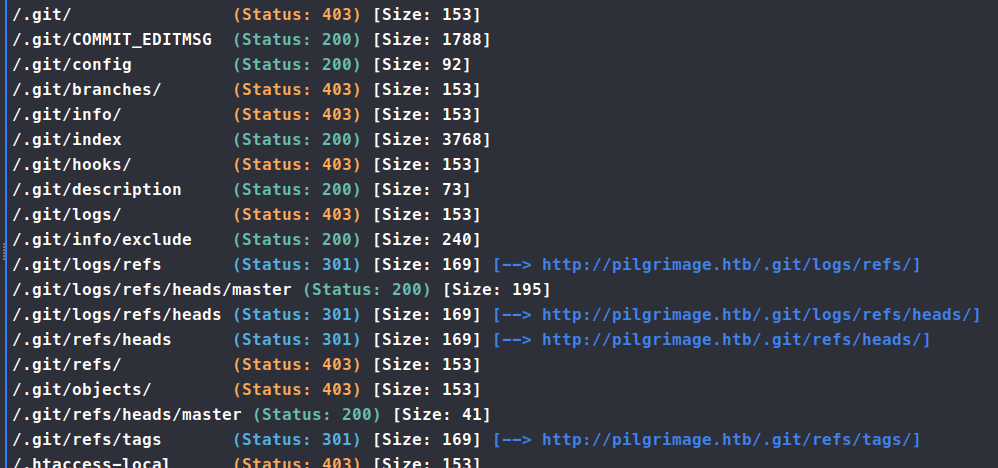 /.git/ (Status: 403) [Size: 153]
/.git/COMMIT_EDITMSG (Status: 200) [Size: 1788]
/.git/config (Status: 200) [Size: 92]
/.git/branches/ (Status: 403) [Size: 153]
/.git/info/ (Status: 403) [Size: 153]
/.git/index (Status: 200) [Size: 3768]
/.git/hooks/ (Status: 403) [Size: 153]
/.git/description (Status: 200) [Size: 73]
/.git/logs/ (Status: 403) [Size: 153]
/.git/info/exclude (Status: 200) [Size: 240]
/.git/logs/refs (Status: 301) [Size: 169] [--> http://pilgrimage.htb/.git/logs/refs/]
/.git/logs/refs/heads/master (Status: 200) [Size: 195]
/.git/logs/refs/heads (Status: 301) [Size: 169] [--> http://pilgrimage.htb/.git/logs/refs/heads/]
/.git/refs/heads (Status: 301) [Size: 169] [--> http://pilgrimage.htb/.git/refs/heads/]
/.git/refs/ (Status: 403) [Size: 153]
/.git/objects/ (Status: 403) [Size: 153]
/.git/refs/heads/master (Status: 200) [Size: 41]
/.git/refs/tags (Status: 301) [Size: 169] [--> http://pilgrimage.htb/.git/refs/tags/]
/.htaccess-local (Status: 403) [Size: 153]